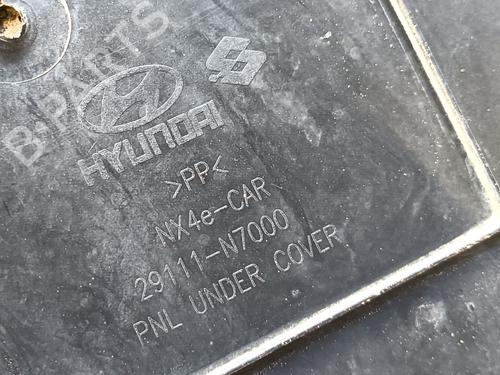 B-PARTS
HYUNDAI
>PP<
NX4e-CAR
29111-N7000
PNL UNDER COVER